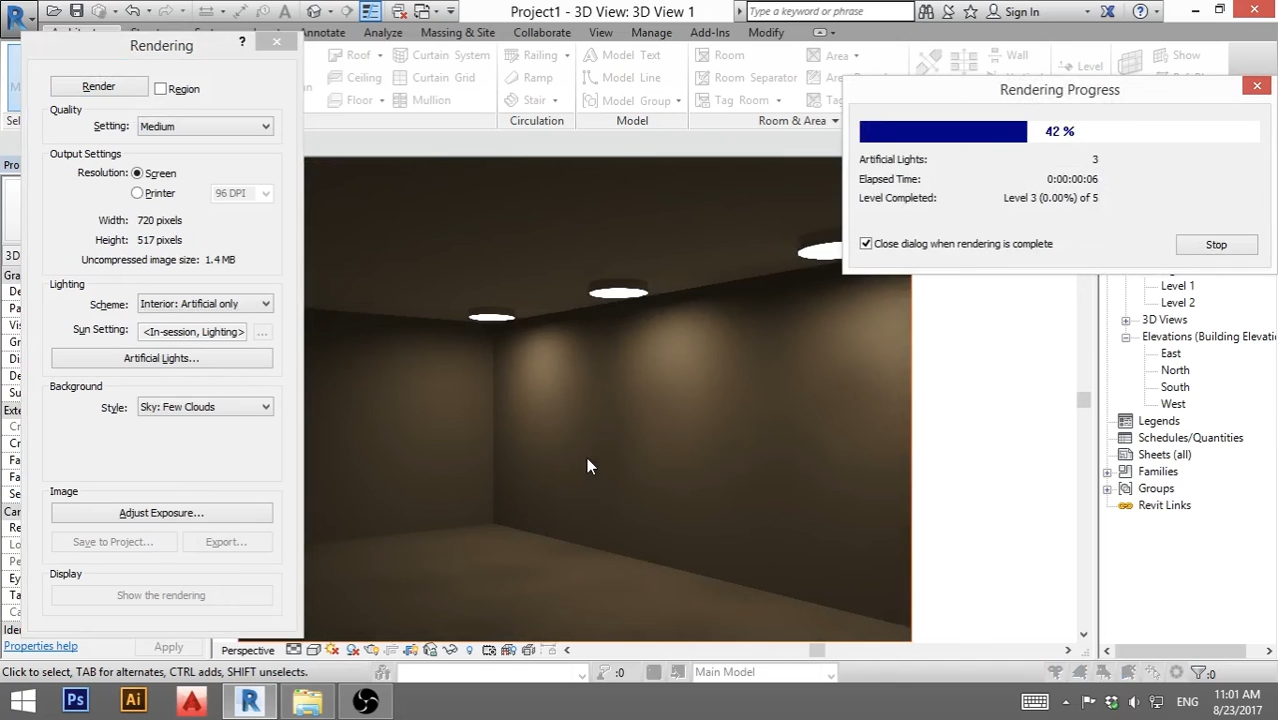 Project1 - 3D View: 3D View 1
Type a keyword or phrase
Sign In
Annotate
Analyze
Massing & Site
Collaborate
View
Manage
Add-Ins
Modify
Roof
Curtain System
Railing
Model Text
Room
Area
Wall
Show
Ceiling
Curtain Grid
Ramp
Model Line
Room Separator
Level
Floor
Mullion
Stair
Model Group
Tag Room
Circulation
Model
Room & Area
Rendering
?
Render
Region
Quality
Setting:
Medium
Output Settings
Resolution:
Screen
Printer
96 DPI
Width:
720 pixels
Height:
517 pixels
Uncompressed image size:
1.4 MB
Lighting
Scheme:
Interior: Artificial only
Sun Setting:
<In-session, Lighting>
...
Artificial Lights...
Background
Style:
Sky: Few Clouds
Image
Adjust Exposure...
Save to Project...
Export...
Display
Show the rendering
Properties help
Apply
Rendering Progress
42 %
Artificial Lights:
3
Elapsed Time:
0:00:00:06
Level Completed:
Level 3 (0.00%) of 5
Close dialog when rendering is complete
Stop
Level 1
Level 2
3D Views
Elevations (Building Elevati
East
North
South
West
Legends
Schedules/Quantities
Sheets (all)
Families
Groups
Revit Links
Perspective
Click to select, TAB for alternates, CTRL adds, SHIFT unselects.
:0
Main Model
:0
Ps
Ai
R
ENG
11:01 AM
8/23/2017